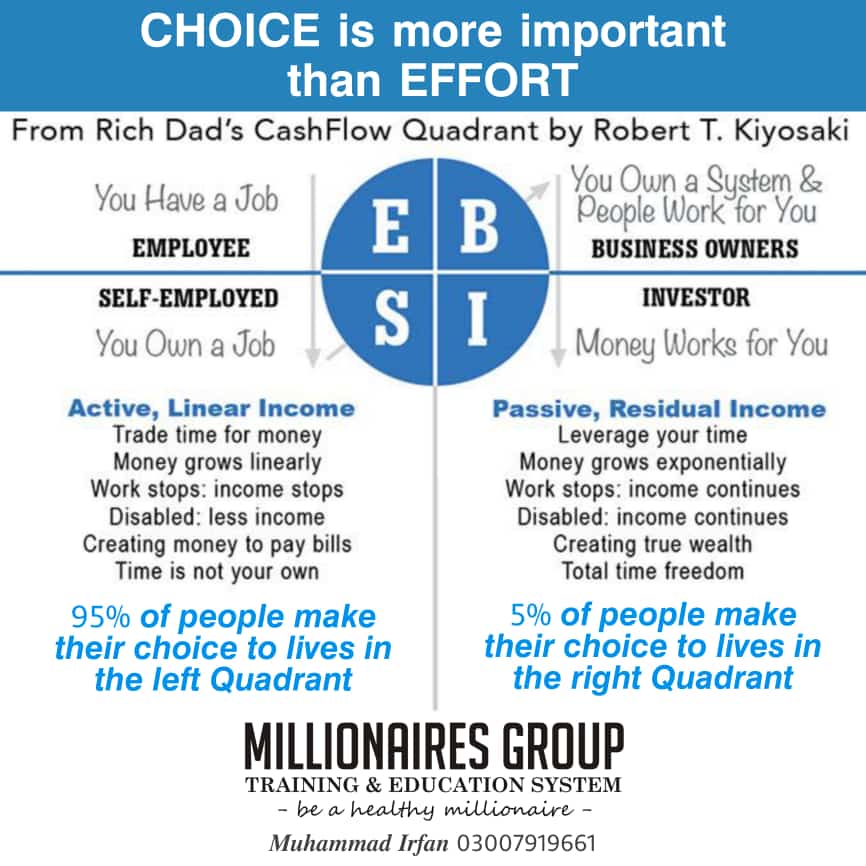 CHOICE is more important
than EFFORT
From Rich Dad's CashFlow Quadrant by Robert T. Kiyosaki
You Have a Job
EMPLOYEE
E
B
You Own a System &
People Work for You
BUSINESS OWNERS
SELF-EMPLOYED
You Own a Job
S
I
INVESTOR
Money Works for You
Active, Linear Income
Trade time for money
Money grows linearly
Work stops: income stops
Disabled: less income
Creating money to pay bills
Time is not your own
95% of people make
their choice to lives in
the left Quadrant
Passive, Residual Income
Leverage your time
Money grows exponentially
Work stops: income continues
Disabled: income continues
Creating true wealth
Total time freedom
5% of people make
their choice to lives in
the right Quadrant
MILLIONAIRES GROUP
TRAINING & EDUCATION SYSTEM
- be a healthy millionaire -
Muhammad Irfan 03007919661